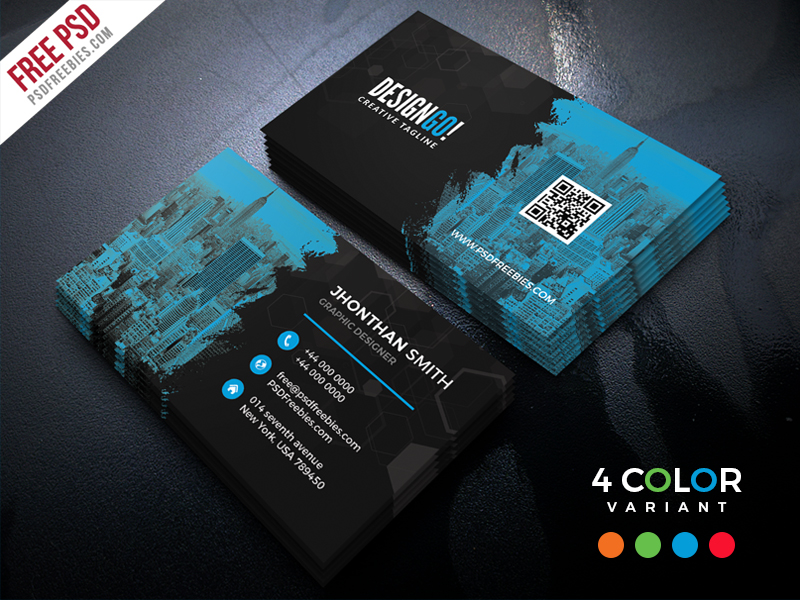 FREE PSD
PSDFREEBIES.COM
DESIGNGO!
CREATIVE TAGLINE
WWW.PSDFREEBIES.COM
JHONTHAN SMITH
GRAPHIC DESIGNER
+44 000 0000
+44 000 0000
free@psdfreebies.com
PSDFreebies.com
014 seventh avenue
New York. USA 789450
4 COLOR
VARIANT